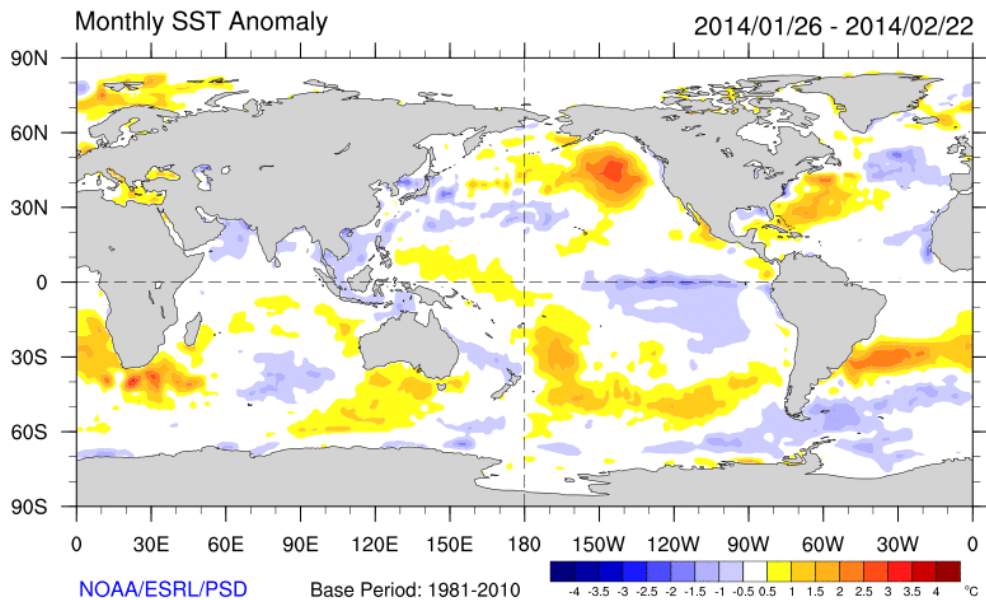 Monthly SST Anomaly 2014/01/26 - 2014/02/22
90N
60N
30N
0
30S
60S
90S
0 30E 60E 90E 120E 150E 180 150W 120W 90W 60W 30W 0
NOAA/ESRL/PSD Base Period: 1981-2010
-4 -3.5 -3 -2.5 -2 -1.5 -1 -0.5 0.5 1 1.5 2 2.5 3 3.5 4 °C